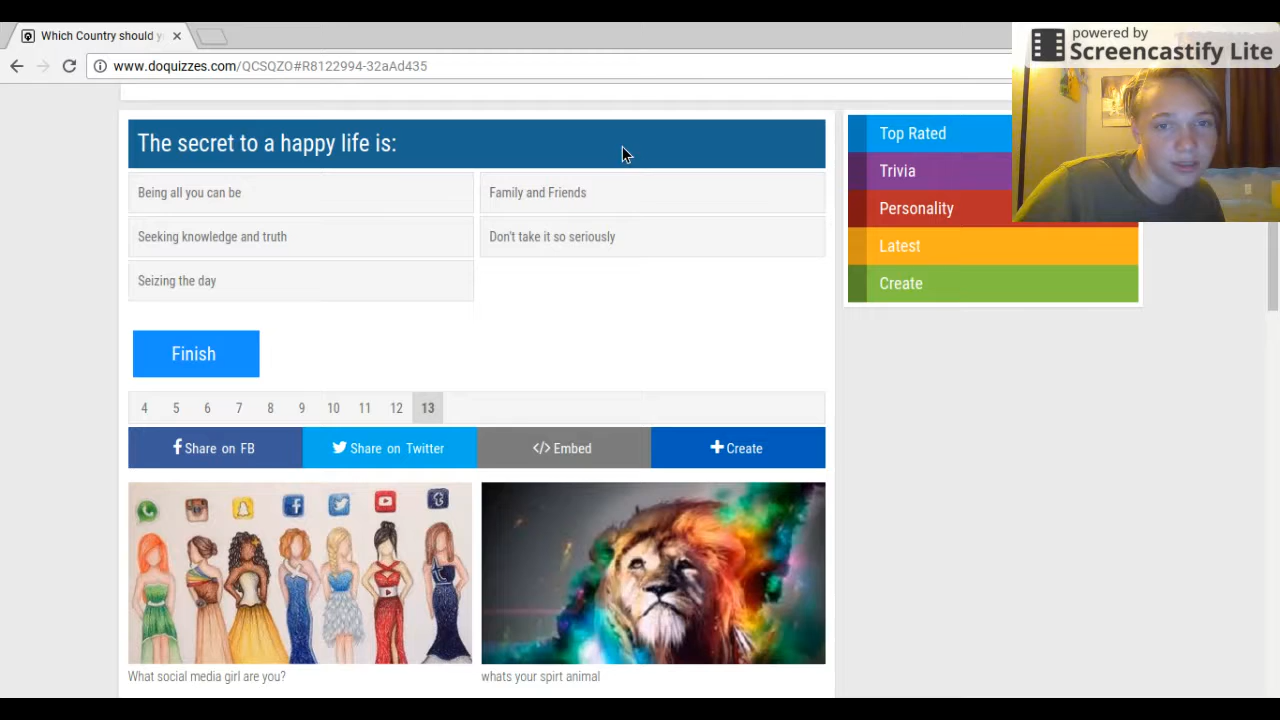 Which Country should y
www.doquizzes.com/QCSQZO#R8122994-32aAd435
powered by
Screencastify Lite
The secret to a happy life is:
Being all you can be
Family and Friends
Seeking knowledge and truth
Don't take it so seriously
Seizing the day
Finish
4 5 6 7 8 9 10 11 12 13
Share on FB
Share on Twitter
</> Embed
Create
Top Rated
Trivia
Personality
Latest
Create
What social media girl are you?
whats your spirt animal